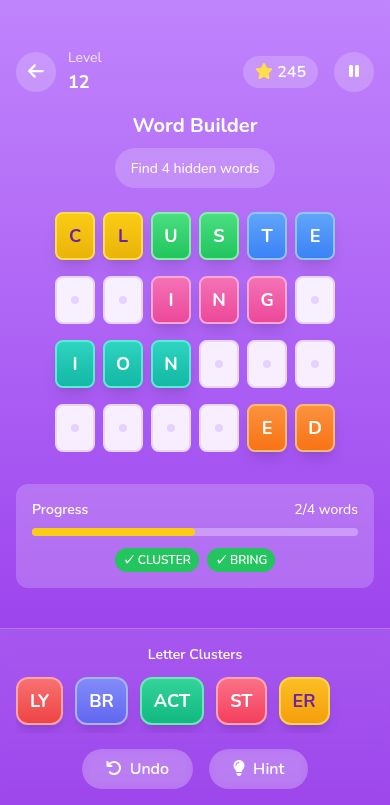 Level
12
245
Word Builder
Find 4 hidden words
C L U S T E
I N G
I O N
E D
Progress 2/4 words
✓ CLUSTER ✓ BRING
Letter Clusters
LY BR ACT ST ER
Undo Hint